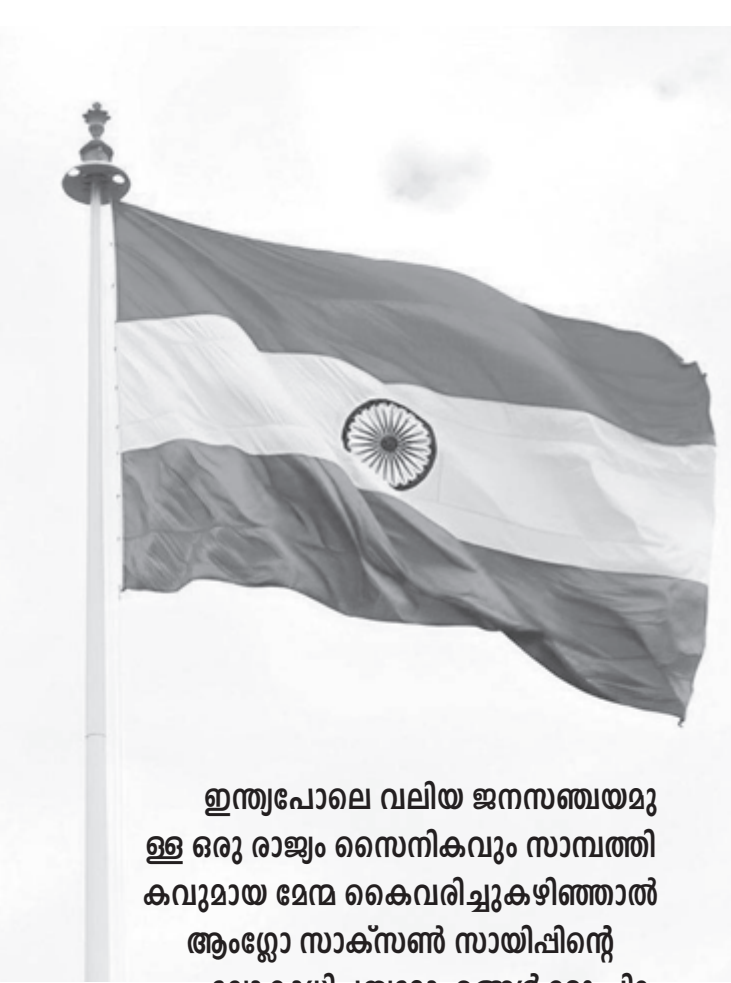 ഇന്ത്യപോലെ വലിയ ജനസഞ്ചയമു
ള്ള ഒരു രാജ്യം സൈനികവും സാമ്പത്തി
കവുമായ മേന്മ കൈവരിച്ചുകഴിഞ്ഞാൽ
ആംഗ്ലോ സാക്സൺ സായിപ്പിന്റെ